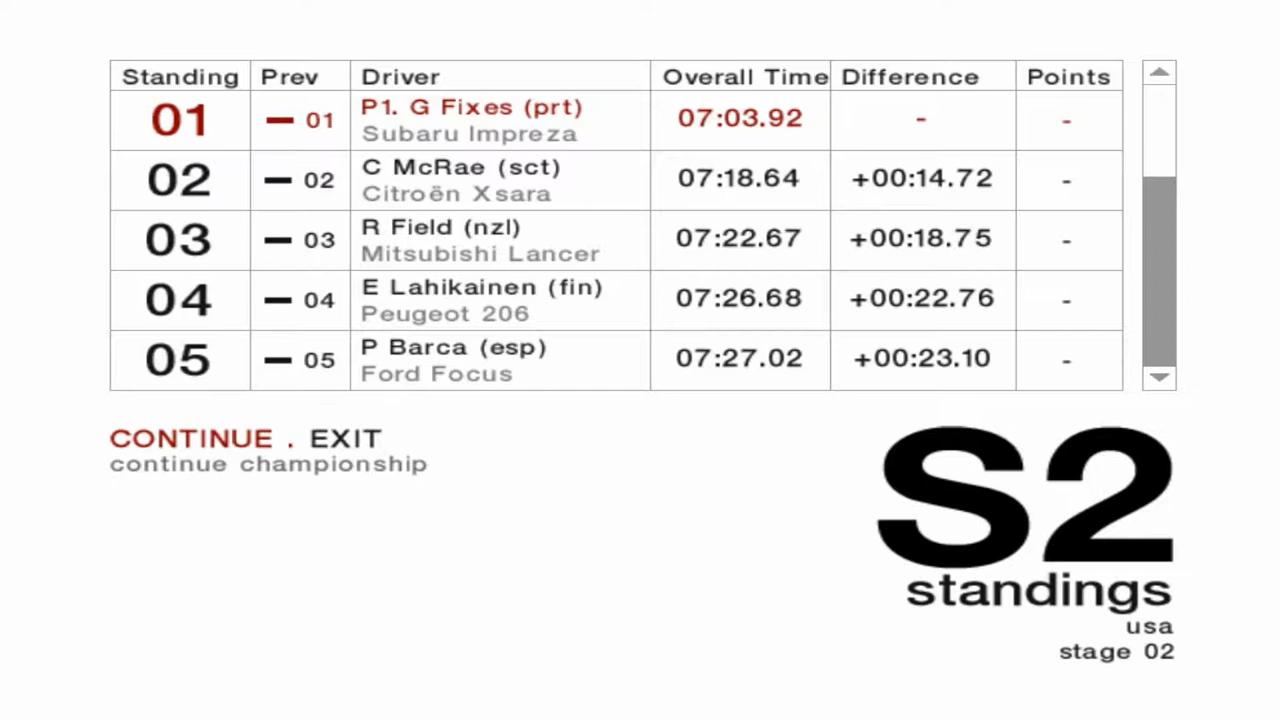 Standing Prev Driver Overall Time Difference Points
01 — 01 P1. G Fixes (prt) 07:03.92 - -
Subaru Impreza
02 — 02 C McRae (sct) 07:18.64 +00:14.72 -
Citroën Xsara
03 — 03 R Field (nzl) 07:22.67 +00:18.75 -
Mitsubishi Lancer
04 — 04 E Lahikainen (fin) 07:26.68 +00:22.76 -
Peugeot 206
05 — 05 P Barca (esp) 07:27.02 +00:23.10 -
Ford Focus
CONTINUE . EXIT
continue championship
S2
standings
usa
stage 02